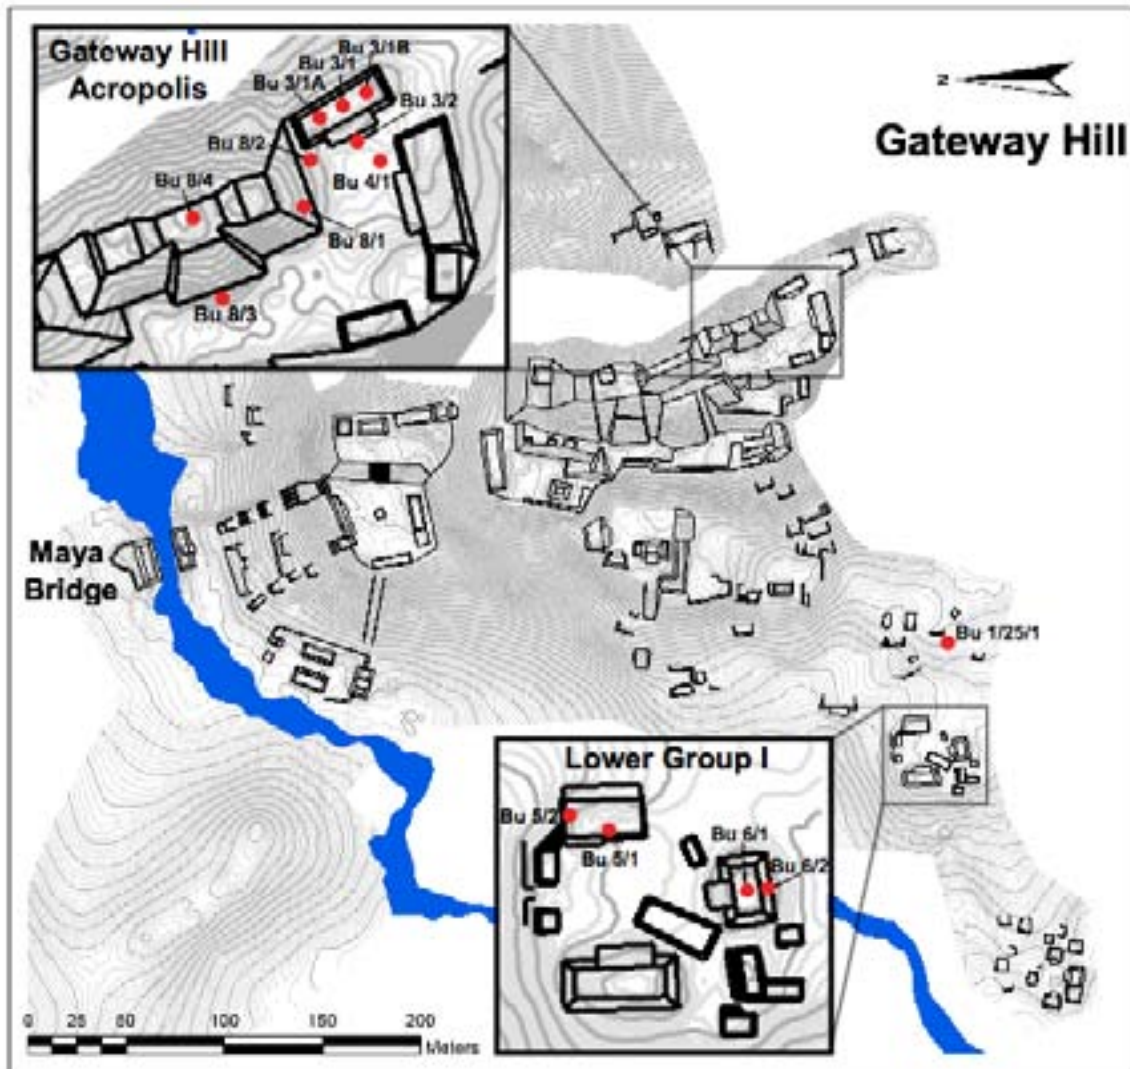 Gateway Hill
Acropolis
Bu 3/1B
Bu 3/1
Bu 3/1A
Bu 3/2
Bu 8/2
Bu 4/1
Bu 8/4
Bu 8/1
Bu 8/3
N
Gateway Hill
Maya
Bridge
Bu 1/25/1
Lower Group I
Bu 5/2
Bu 5/1
Bu 6/1
Bu 6/2
0 25 50 100 150 200
Meters